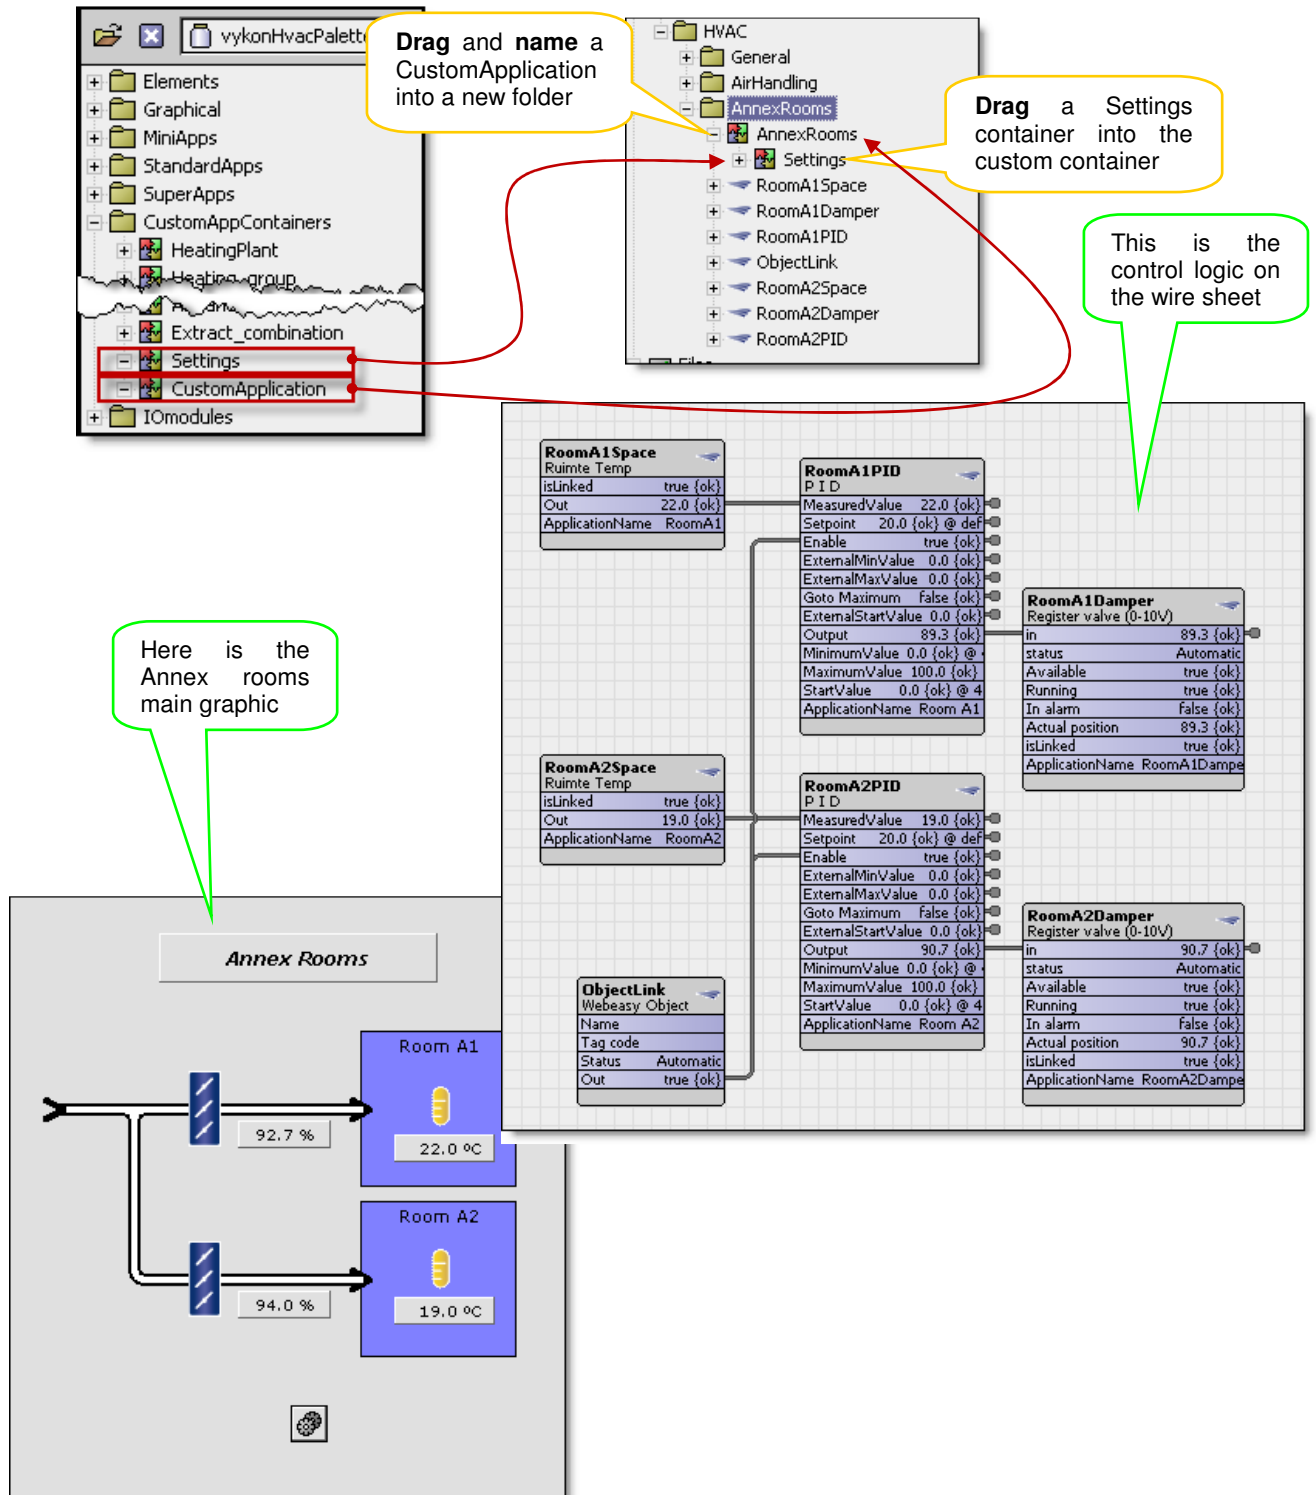 vykonHvacPalett
Elements
Graphical
MiniApps
StandardApps
SuperApps
CustomAppContainers
HeatingPlant
Heating_group
Extract_combination
Settings
CustomApplication
IOmodules
Drag and name a
CustomApplication
into a new folder
HVAC
General
AirHandling
AnnexRooms
AnnexRooms
Settings
RoomA1Space
RoomA1Damper
RoomA1PID
ObjectLink
RoomA2Space
RoomA2Damper
RoomA2PID
Drag a Settings
container into the
custom container
This is the
control logic on
the wire sheet
RoomA1Space
Ruimte Temp
isLinked true {ok}
Out 22.0 {ok}
ApplicationName RoomA1
RoomA1PID
P I D
MeasuredValue 22.0 {ok}
Setpoint 20.0 {ok} @ def
Enable true {ok}
ExternalMinValue 0.0 {ok}
ExternalMaxValue 0.0 {ok}
Goto Maximum false {ok}
ExternalStartValue 0.0 {ok}
Output 89.3 {ok}
MinimumValue 0.0 {ok} @
MaximumValue 100.0 {ok}
StartValue 0.0 {ok} @ 4
ApplicationName Room A1
RoomA1Damper
Register valve (0-10V)
in 89.3 {ok}
status Automatic
Available true {ok}
Running true {ok}
In alarm false {ok}
Actual position 89.3 {ok}
isLinked true {ok}
ApplicationName RoomA1Dampe
RoomA2Space
Ruimte Temp
isLinked true {ok}
Out 19.0 {ok}
ApplicationName RoomA2
RoomA2PID
P I D
MeasuredValue 19.0 {ok}
Setpoint 20.0 {ok} @ def
Enable true {ok}
ExternalMinValue 0.0 {ok}
ExternalMaxValue 0.0 {ok}
Goto Maximum false {ok}
ExternalStartValue 0.0 {ok}
Output 90.7 {ok}
MinimumValue 0.0 {ok} @
MaximumValue 100.0 {ok}
StartValue 0.0 {ok} @ 4
ApplicationName Room A2
RoomA2Damper
Register valve (0-10V)
in 90.7 {ok}
status Automatic
Available true {ok}
Running true {ok}
In alarm false {ok}
Actual position 90.7 {ok}
isLinked true {ok}
ApplicationName RoomA2Dampe
ObjectLink
Webeasy Object
Name
Tag code
Status Automatic
Out true {ok}
Here is the
Annex rooms
main graphic
Annex Rooms
Room A1
92.7 %
22.0 ºC
Room A2
94.0 %
19.0 ºC